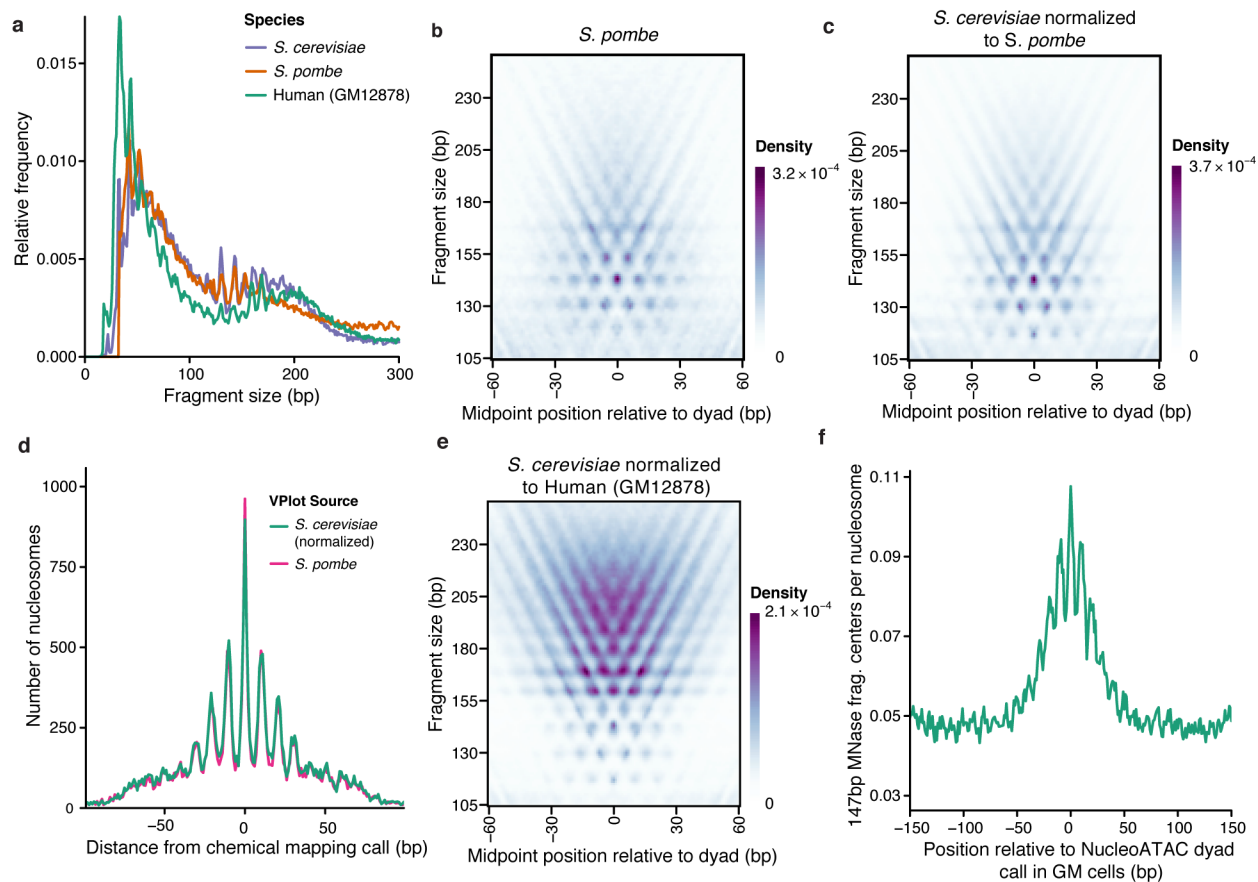 a
Species
S. cerevisiae
S. pombe
Human (GM12878)
Relative frequency
0.015
0.010
0.005
0.000
0
100
200
300
Fragment size (bp)
b
S. pombe
Fragment size (bp)
230
205
180
155
130
105
−60
−30
0
30
60
Midpoint position relative to dyad (bp)
Density
3.2 × 10−4
0
c
S. cerevisiae normalized
to S. pombe
Fragment size (bp)
230
205
180
155
130
105
−60
−30
0
30
60
Midpoint position relative to dyad (bp)
Density
3.7 × 10−4
0
d
VPlot Source
S. cerevisiae
(normalized)
S. pombe
Number of nucleosomes
1000
750
500
250
0
−50
0
50
Distance from chemical mapping call (bp)
e
S. cerevisiae normalized
to Human (GM12878)
Fragment size (bp)
230
205
180
155
130
105
−60
−30
0
30
60
Midpoint position relative to dyad (bp)
Density
2.1 × 10−4
0
f
147bp MNase frag. centers per nucleosome
0.11
0.09
0.07
0.05
0.03
−150
−100
−50
0
50
100
150
Position relative to NucleoATAC dyad
call in GM cells (bp)